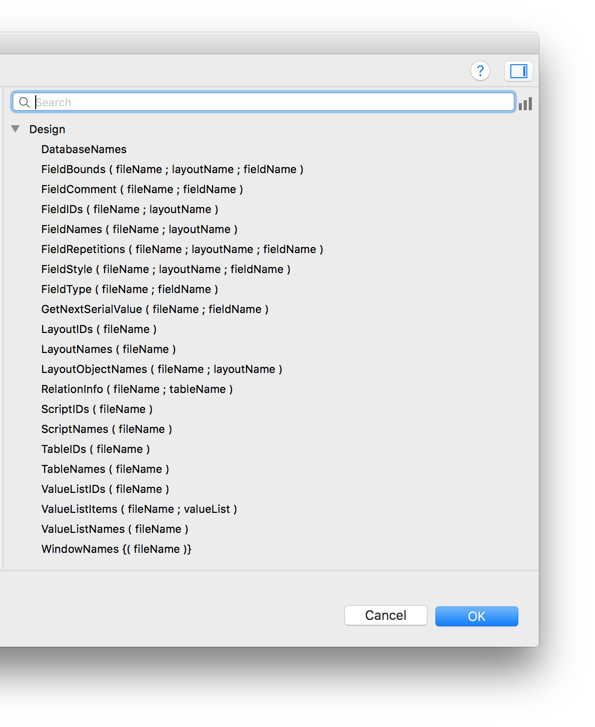 ?
Search
Design
DatabaseNames
FieldBounds ( fileName ; layoutName ; fieldName )
FieldComment ( fileName ; fieldName )
FieldIDs ( fileName ; layoutName )
FieldNames ( fileName ; layoutName )
FieldRepetitions ( fileName ; layoutName ; fieldName )
FieldStyle ( fileName ; layoutName ; fieldName )
FieldType ( fileName ; fieldName )
GetNextSerialValue ( fileName ; fieldName )
LayoutIDs ( fileName )
LayoutNames ( fileName )
LayoutObjectNames ( fileName ; layoutName )
RelationInfo ( fileName ; tableName )
ScriptIDs ( fileName )
ScriptNames ( fileName )
TableIDs ( fileName )
TableNames ( fileName )
ValueListIDs ( fileName )
ValueListItems ( fileName ; valueList )
ValueListNames ( fileName )
WindowNames {( fileName )}
Cancel OK